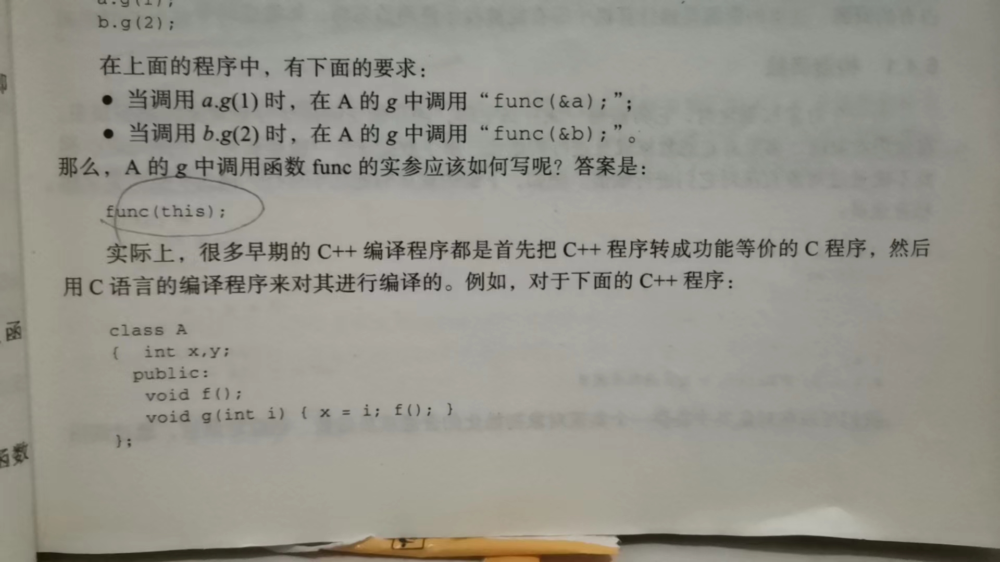 a.g(1);
b.g(2);
在上面的程序中，有下面的要求：
● 当调用 a.g(1) 时，在 A 的 g 中调用“func(&a);”；
● 当调用 b.g(2) 时，在 A 的 g 中调用“func(&b);”。
那么，A 的 g 中调用函数 func 的实参应该如何写呢？答案是：
func(this);
实际上，很多早期的 C++ 编译程序都是首先把 C++ 程序转成功能等价的 C 程序，然后
用 C 语言的编译程序来对其进行编译的。例如，对于下面的 C++ 程序：
class A
{ int x,y;
public:
void f();
void g(int i) { x = i; f(); }
};
函
函数